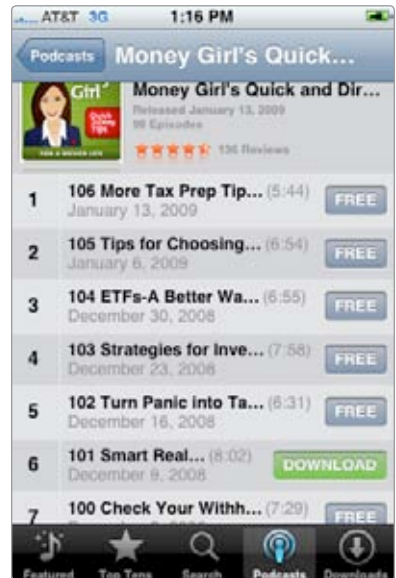 AT&T 3G 1:16 PM
Podcasts Money Girl's Quick...
Girl
Quick
Tips
Money Girl's Quick and Dir...
Released January 13, 2009
98 Episodes
136 Reviews
1 106 More Tax Prep Tip... (5:44) FREE
January 13, 2009
2 105 Tips for Choosing... (6:54) FREE
January 6, 2009
3 104 ETFs-A Better Wa... (6:55) FREE
December 30, 2008
4 103 Strategies for Inve... (7:58) FREE
December 23, 2008
5 102 Turn Panic into Ta... (6:31) FREE
December 16, 2008
6 101 Smart Real... (8:02) DOWNLOAD
December 9, 2008
7 100 Check Your Withh... (7:29) FREE
Featured Top Tens Search Podcasts Downloads